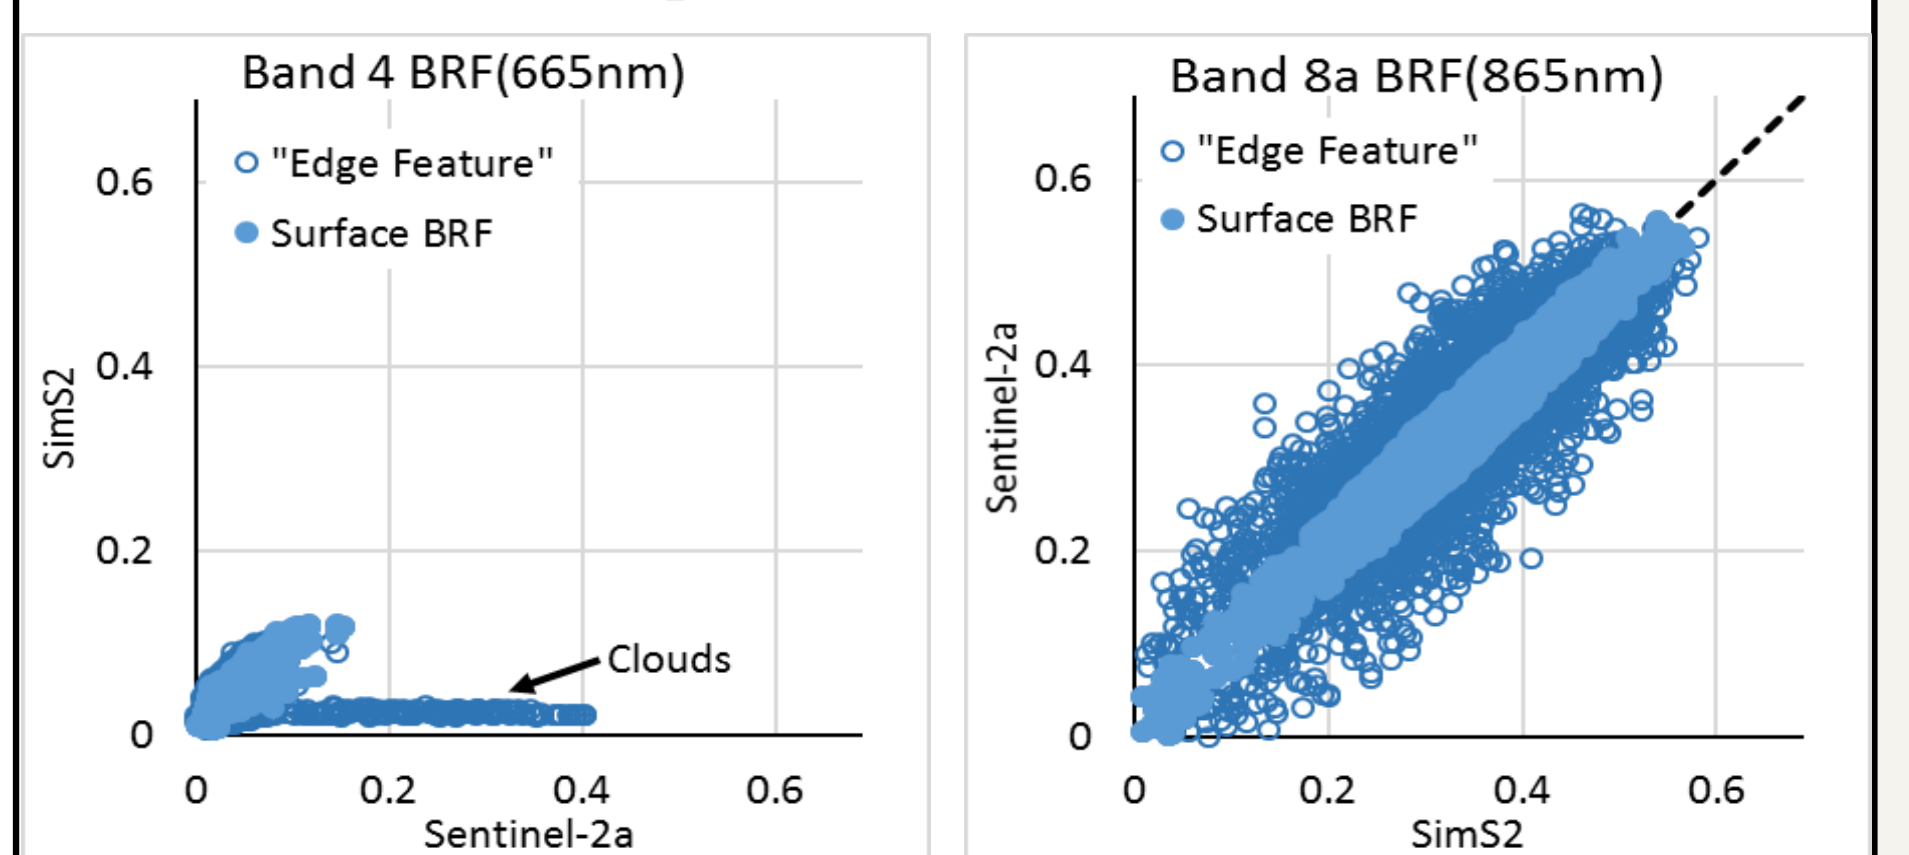 Band 4 BRF(665nm)
"Edge Feature"
Surface BRF
0.6
0.4
0.2
0
SimS2
Clouds
0 0.2 0.4 0.6
Sentinel-2a
Band 8a BRF(865nm)
"Edge Feature"
Surface BRF
0.6
0.4
0.2
0
Sentinel-2a
0 0.2 0.4 0.6
SimS2